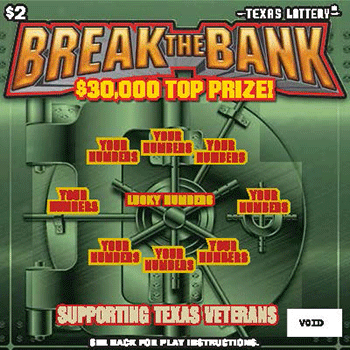 $2
TEXAS LOTTERY®
BREAK THE BANK
$30,000 TOP PRIZE!
YOUR NUMBERS
YOUR NUMBERS
YOUR NUMBERS
YOUR NUMBERS
LUCKY NUMBERS
YOUR NUMBERS
YOUR NUMBERS
YOUR NUMBERS
YOUR NUMBERS
SUPPORTING TEXAS VETERANS
VOID
SEE BACK FOR PLAY INSTRUCTIONS.